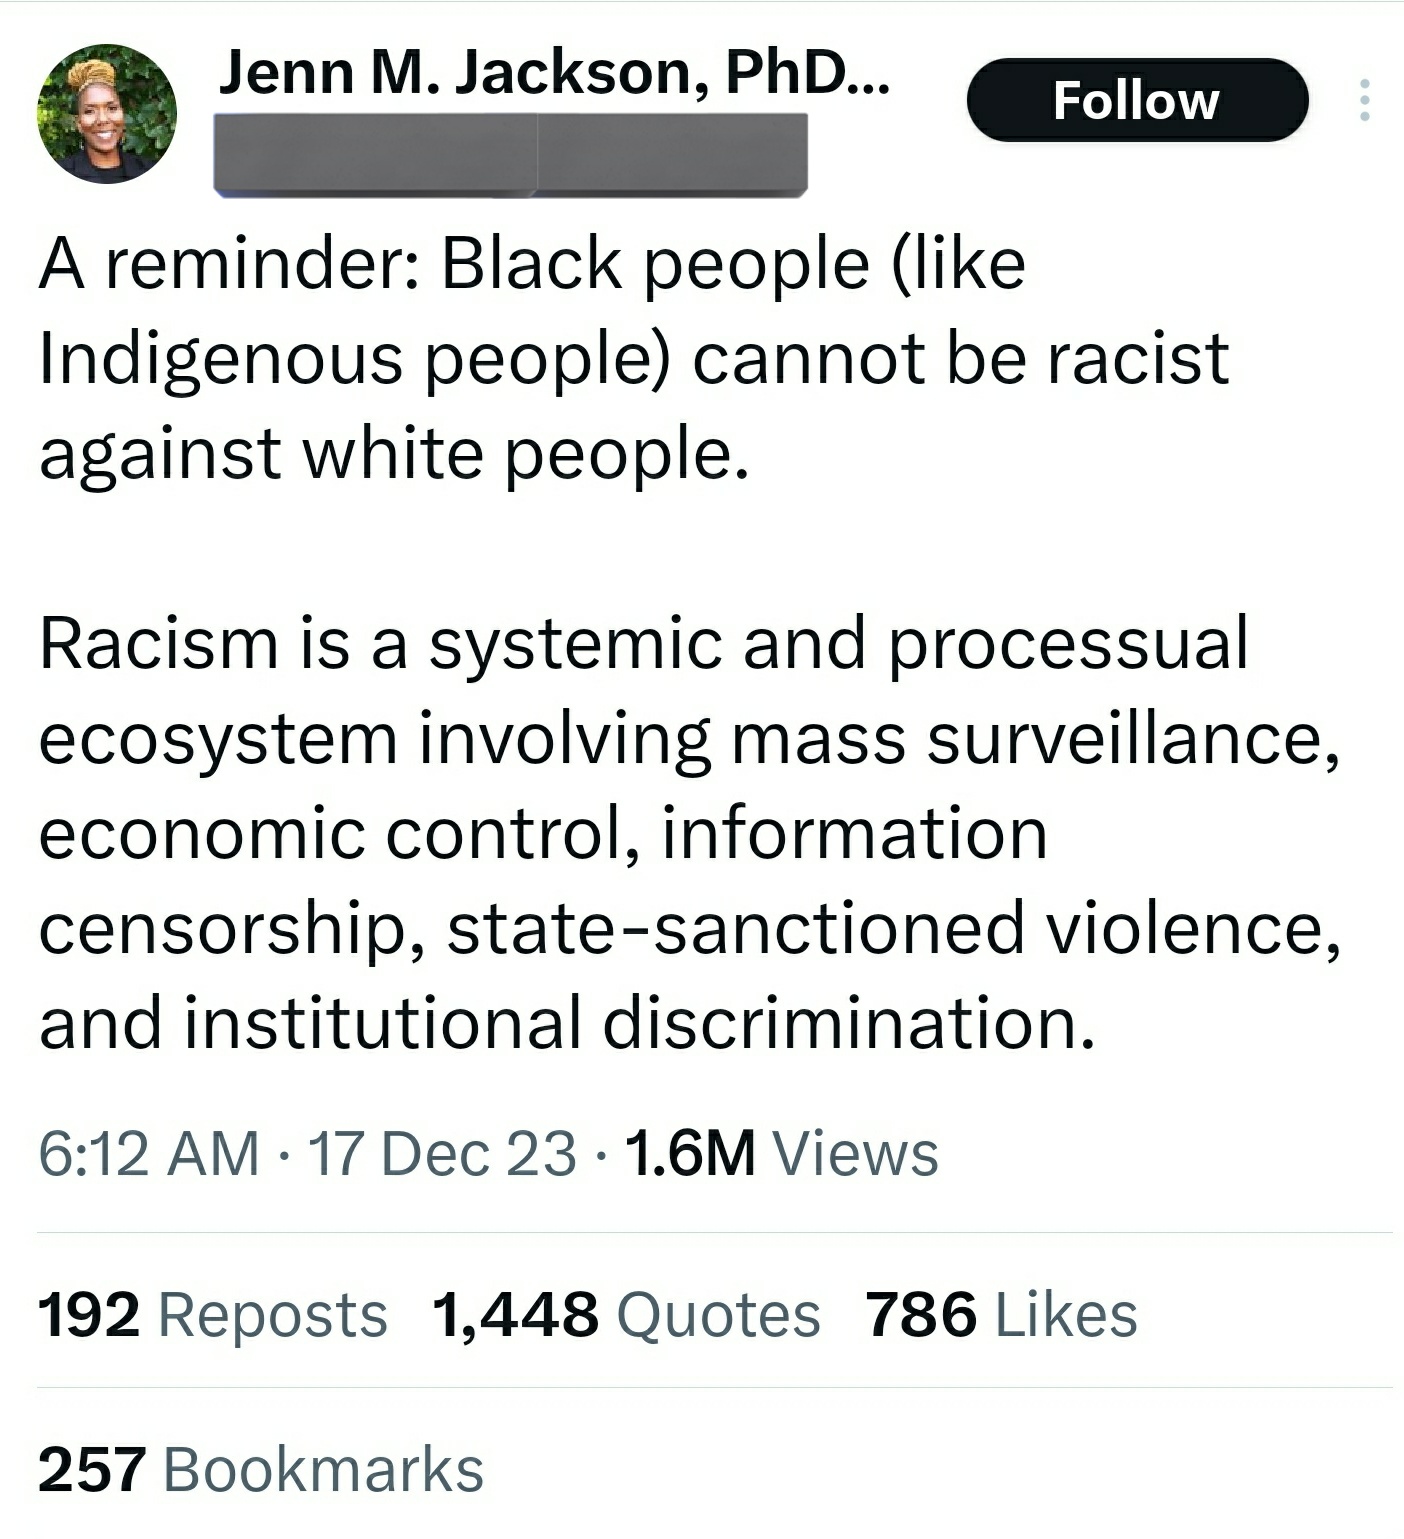 Jenn M. Jackson, PhD...
Follow
A reminder: Black people (like
Indigenous people) cannot be racist
against white people.
Racism is a systemic and processual
ecosystem involving mass surveillance,
economic control, information
censorship, state-sanctioned violence,
and institutional discrimination.
6:12 AM · 17 Dec 23 · 1.6M Views
192 Reposts 1,448 Quotes 786 Likes
257 Bookmarks